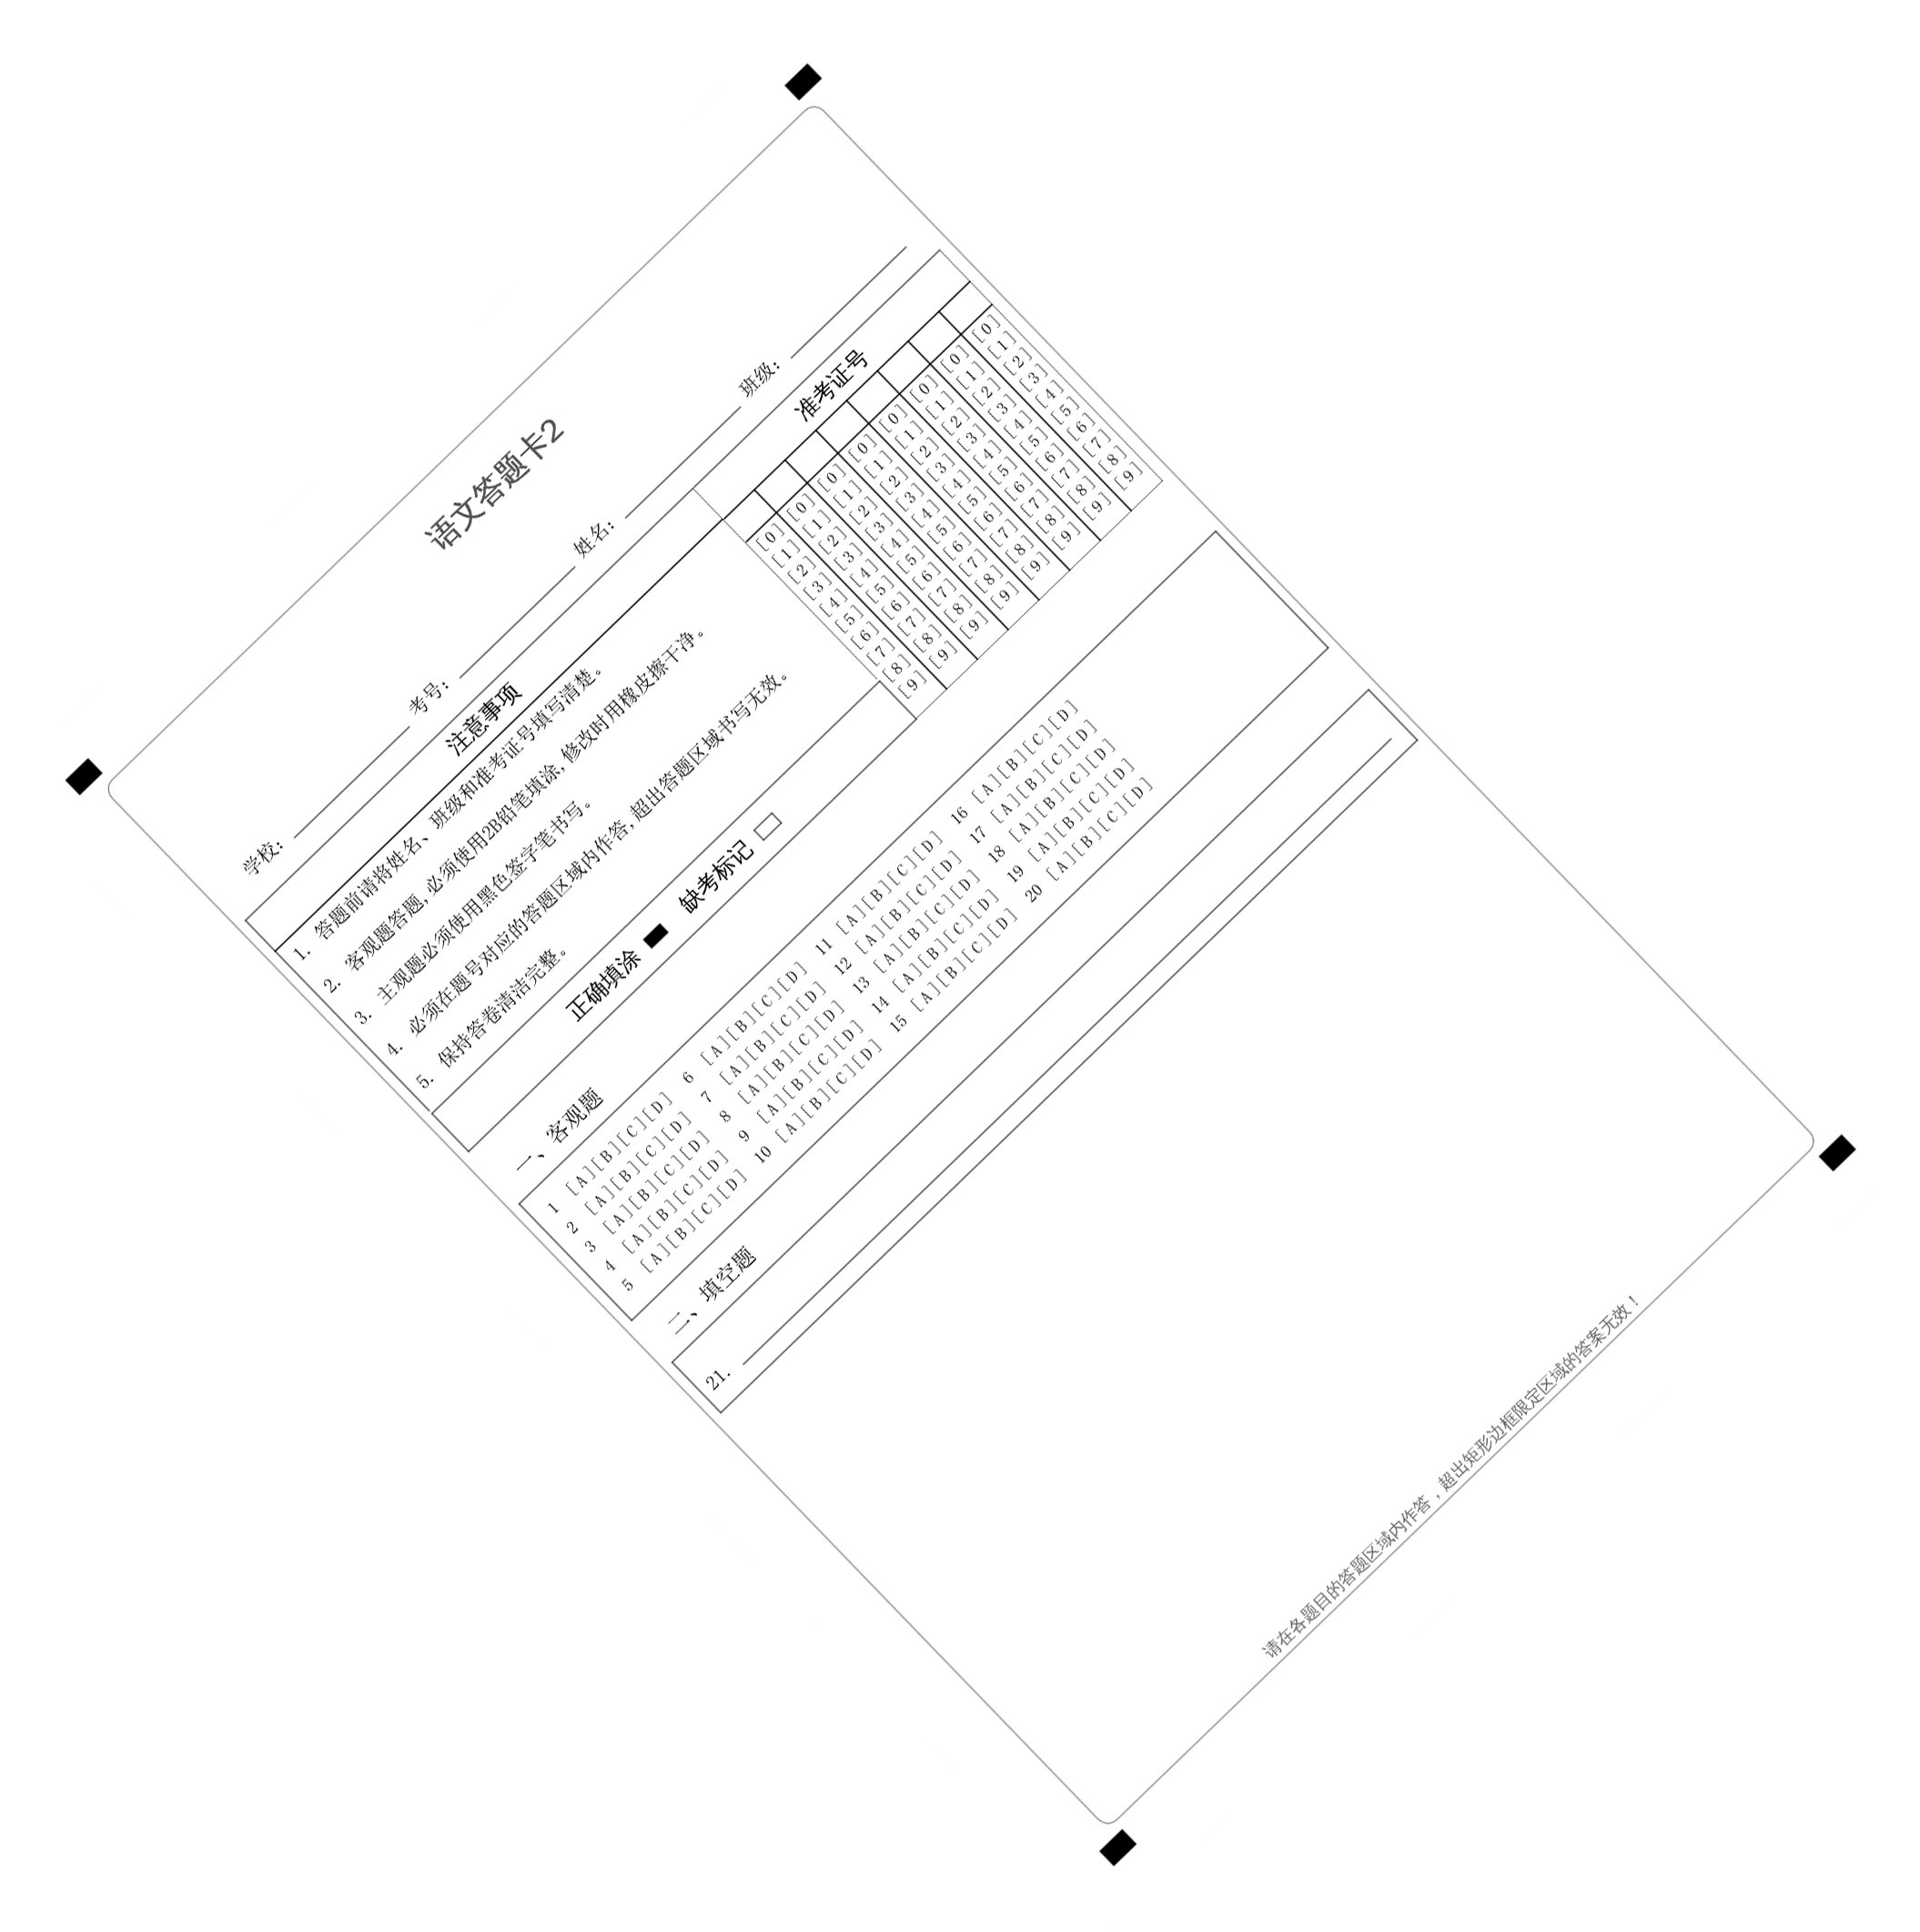 语文答题卡2
学校: 考号: 姓名: 班级:
注意事项
1. 答题前请将姓名、班级和准考证号填写清楚。
2. 客观题答题,必须使用2B铅笔填涂,修改时用橡皮擦干净。
3. 主观题必须使用黑色签字笔书写。
4. 必须在题号对应的答题区域内作答,超出答题区域书写无效。
5. 保持答卷清洁完整。
准考证号
[0] [0] [0] [0] [0] [0] [0] [0]
[1] [1] [1] [1] [1] [1] [1] [1]
[2] [2] [2] [2] [2] [2] [2] [2]
[3] [3] [3] [3] [3] [3] [3] [3]
[4] [4] [4] [4] [4] [4] [4] [4]
[5] [5] [5] [5] [5] [5] [5] [5]
[6] [6] [6] [6] [6] [6] [6] [6]
[7] [7] [7] [7] [7] [7] [7] [7]
[8] [8] [8] [8] [8] [8] [8] [8]
[9] [9] [9] [9] [9] [9] [9] [9]
正确填涂 缺考标记
一、客观题
1 [A][B][C][D] 6 [A][B][C][D] 11 [A][B][C][D] 16 [A][B][C][D]
2 [A][B][C][D] 7 [A][B][C][D] 12 [A][B][C][D] 17 [A][B][C][D]
3 [A][B][C][D] 8 [A][B][C][D] 13 [A][B][C][D] 18 [A][B][C][D]
4 [A][B][C][D] 9 [A][B][C][D] 14 [A][B][C][D] 19 [A][B][C][D]
5 [A][B][C][D] 10 [A][B][C][D] 15 [A][B][C][D] 20 [A][B][C][D]
二、填空题
21.
请在各题目的答题区域内作答，超出矩形边框限定区域的答案无效！